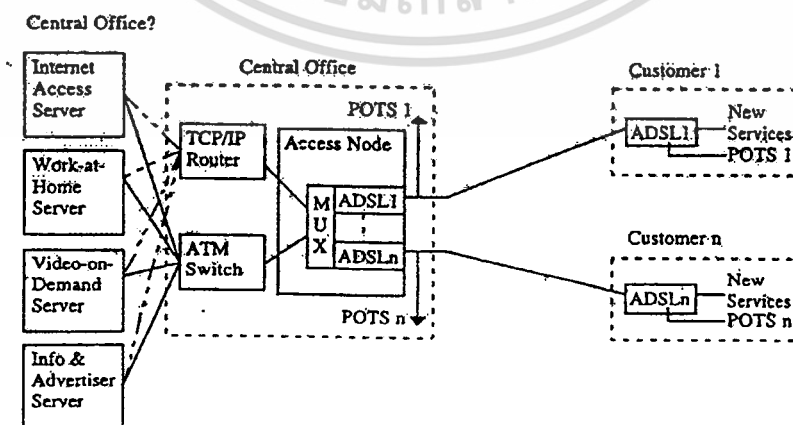 Central Office?
Internet
Access
Server
Work-at-
Home
Server
Video-on-
Demand
Server
Info &
Advertiser
Server
Central Office
TCP/IP
Router
ATM
Switch
POTS 1
Access Node
M
U
X
ADSL1
ADSLn
POTS n
Customer 1
ADSL1
New
Services
POTS 1
Customer n
ADSLn
New
Services
POTS n